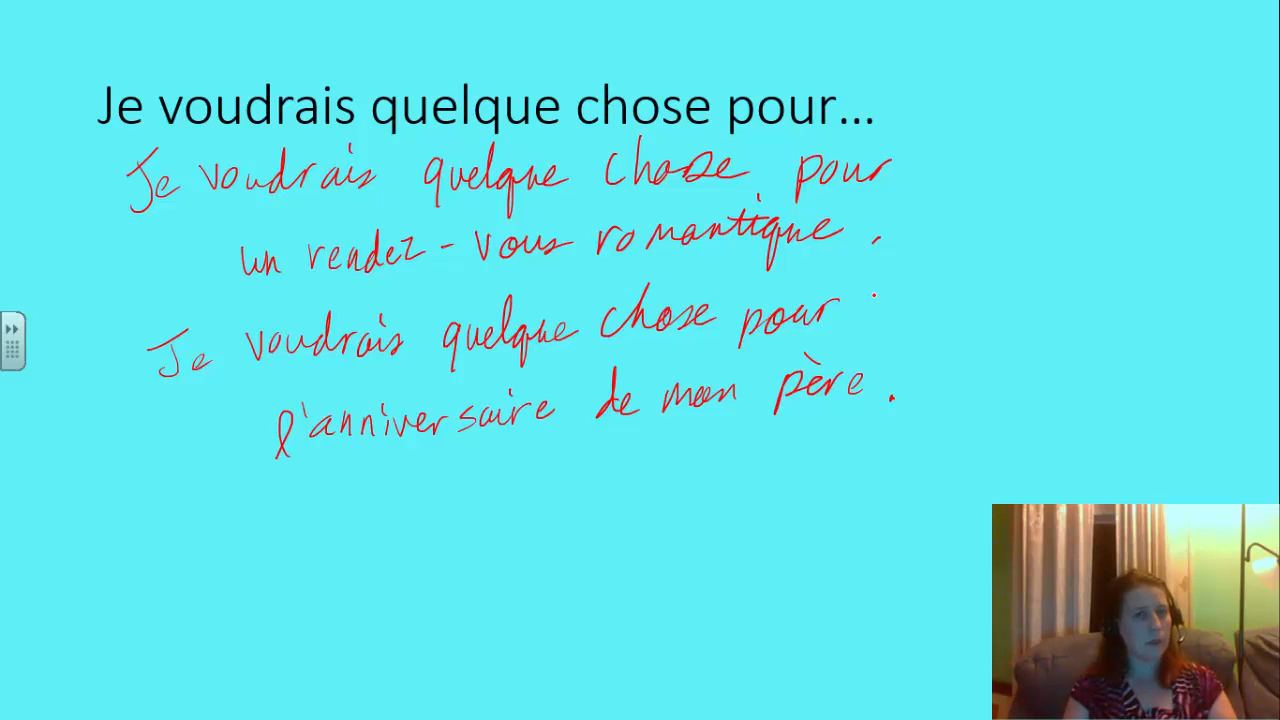 Je voudrais quelque chose pour...
Je voudrais quelque chose pour
un rendez-vous romantique.
Je voudrais quelque chose pour
l'anniversaire de mon père.